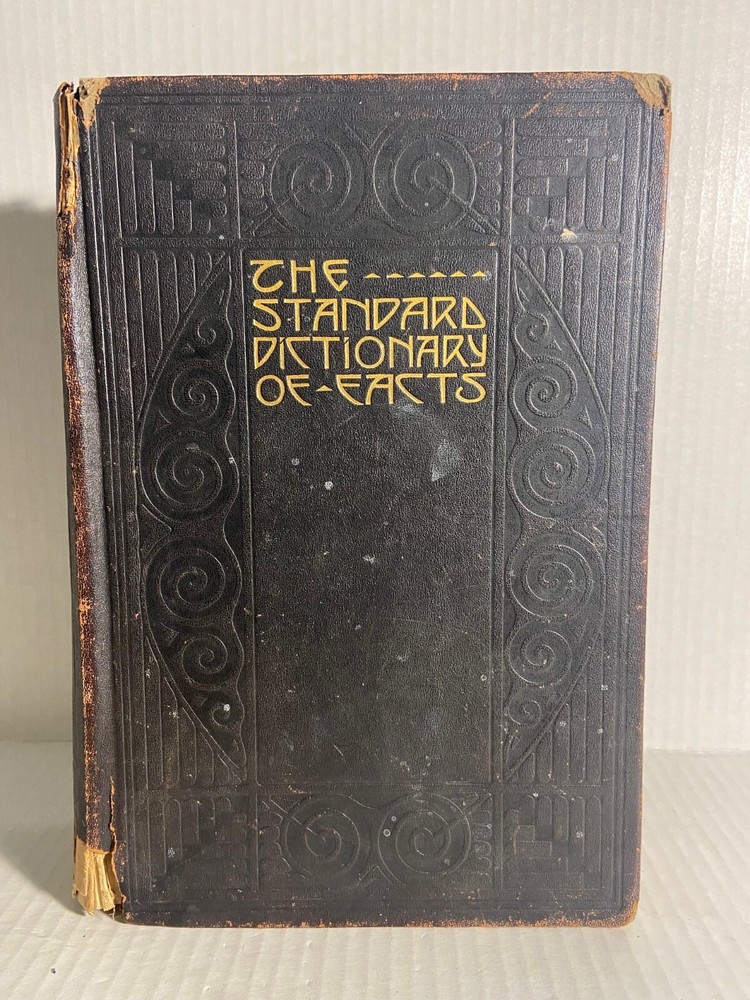 THE
STANDARD
DICTIONARY
OF-FACTS